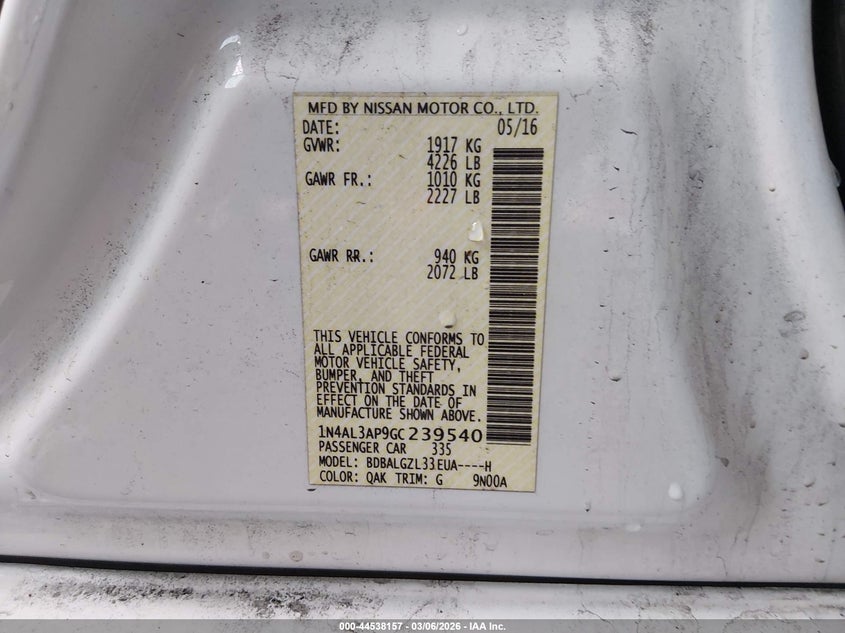 MFD BY NISSAN MOTOR CO., LTD.
DATE: 05/16
GVWR: 1917 KG
4226 LB
GAWR FR.: 1010 KG
2227 LB
GAWR RR.: 940 KG
2072 LB
THIS VEHICLE CONFORMS TO
ALL APPLICABLE FEDERAL
MOTOR VEHICLE SAFETY,
BUMPER, AND THEFT
PREVENTION STANDARDS IN
EFFECT ON THE DATE OF
MANUFACTURE SHOWN ABOVE.
1N4AL3AP9GC239540
PASSENGER CAR 335
MODEL: BDBALGZL33EUA----H
COLOR: QAK TRIM: G 9N00A
000-44538157 | 03/06/2026 | IAA Inc.